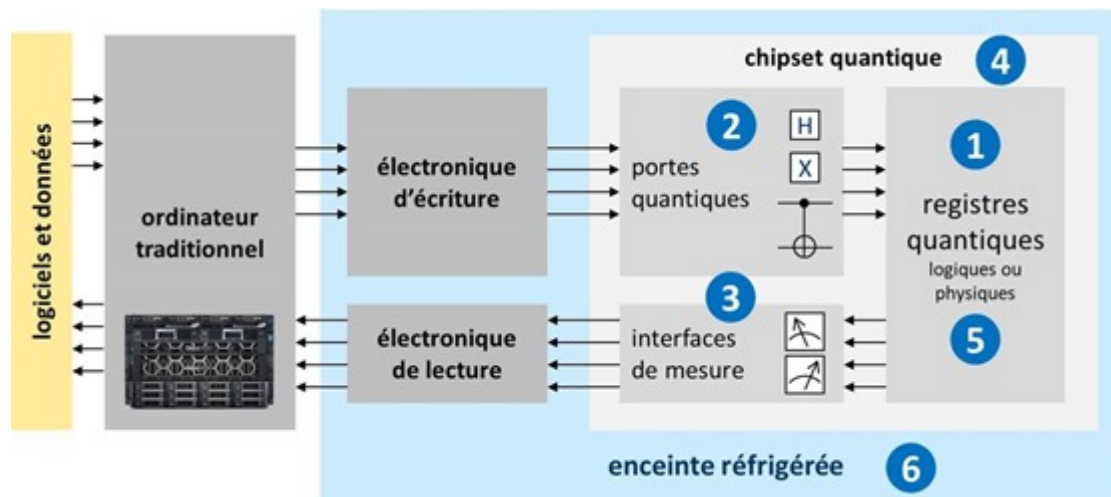 chipset quantique
4
logiciels et données
ordinateur
traditionnel
électronique
d'écriture
2
portes
quantiques
H
X
1
registres
quantiques
logiques ou
physiques
5
électronique
de lecture
3
interfaces
de mesure
enceinte réfrigérée
6